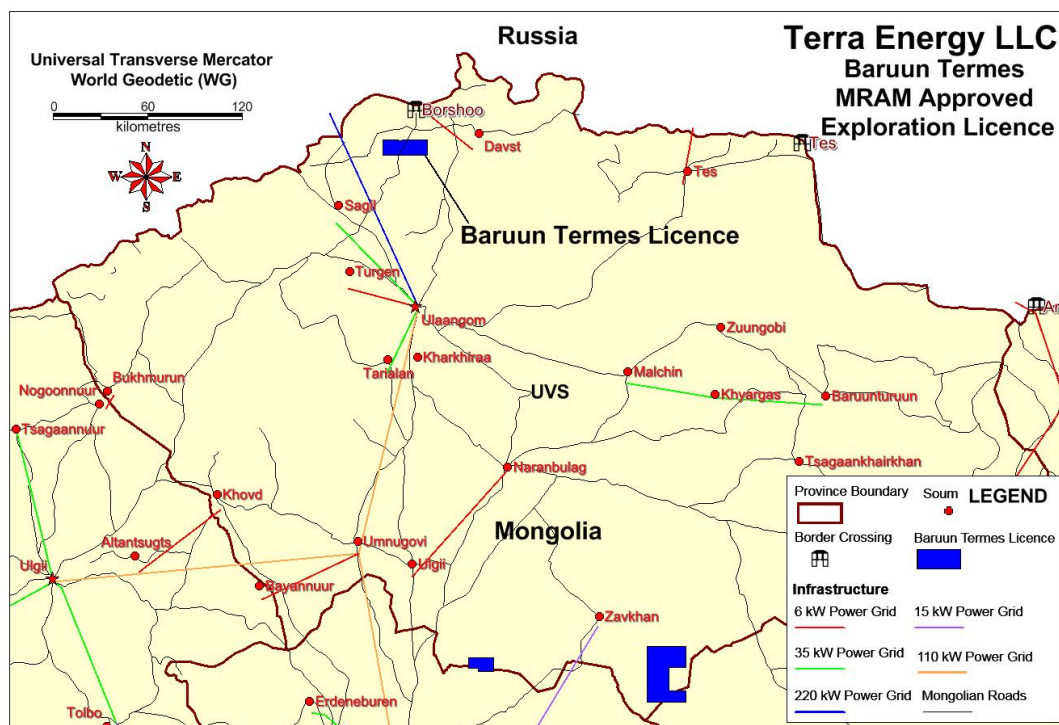 Russia
Terra Energy LLC
Baruun Termes
MRAM Approved
Exploration Licence
Universal Transverse Mercator
World Geodetic (WG)
0 60 120
kilometres
N
W E
S
Borshoo
Davst
Tes
Tes
Sagil
Baruun Termes Licence
Turgen
Ulaangom
Zuungobi
Kharkhiraa
Tarialan
Malchin
Bukhmurun
Nogoonnuur
UVS
Khyargas
Baruunturuun
Tsagaannuur
Naranbulag
Tsagaankhairkhan
Khovd
Mongolia
Altantsugts
Umnugovi
Ulgii
Ulgii
Bayannuur
Zavkhan
Erdeneburen
Tolbo
Province Boundary
Soum
LEGEND
Border Crossing
Baruun Termes Licence
Infrastructure
6 kW Power Grid
15 kW Power Grid
35 kW Power Grid
110 kW Power Grid
220 kW Power Grid
Mongolian Roads